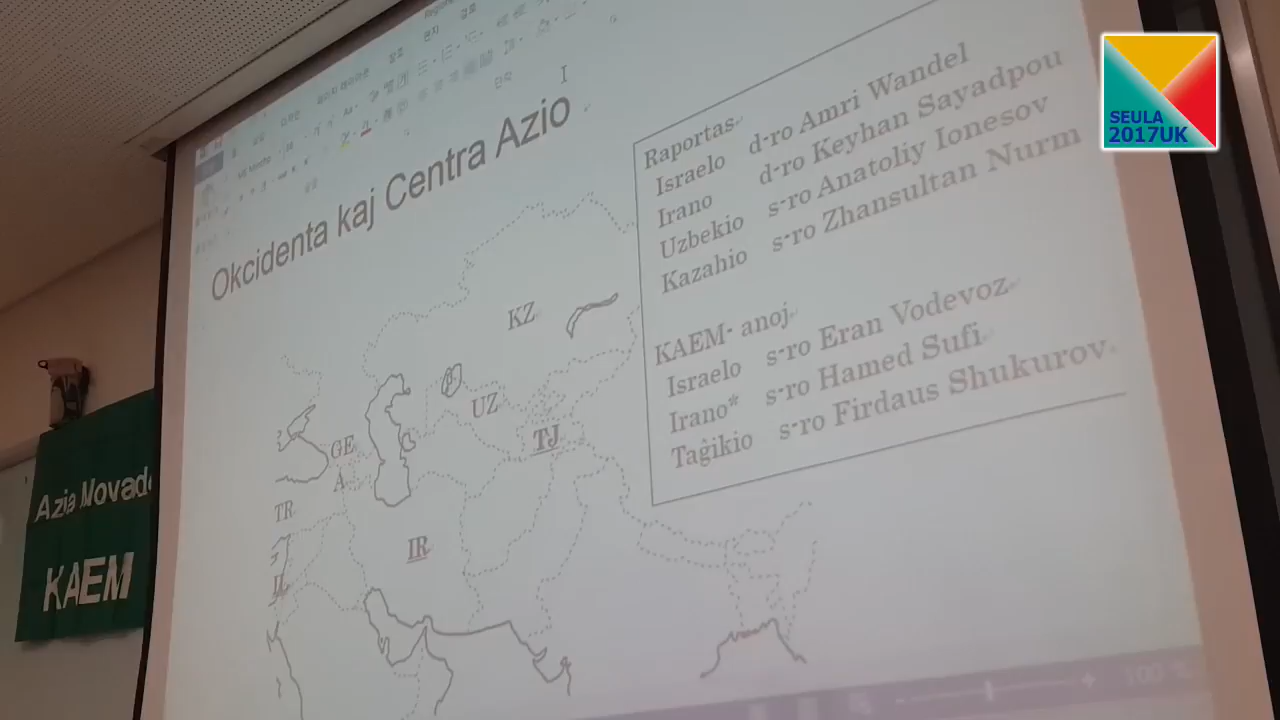 SEULA
2017UK
Okcidenta kaj Centra Azio
Raportas
Israelo d-ro Amri Wandel
Irano d-ro Keyhan Sayadpou
Uzbekio s-ro Anatoliy Ionesov
Kazahio s-ro Zhansultan Nurm
KAEM- anoj
Israelo s-ro Eran Vodevoz
Irano* s-ro Hamed Sufi
Taĝikio s-ro Firdaus Shukurov
KZ
UZ
TJ
GE
A
TR
IR
IL
Azia Novad
KAEM
100 %